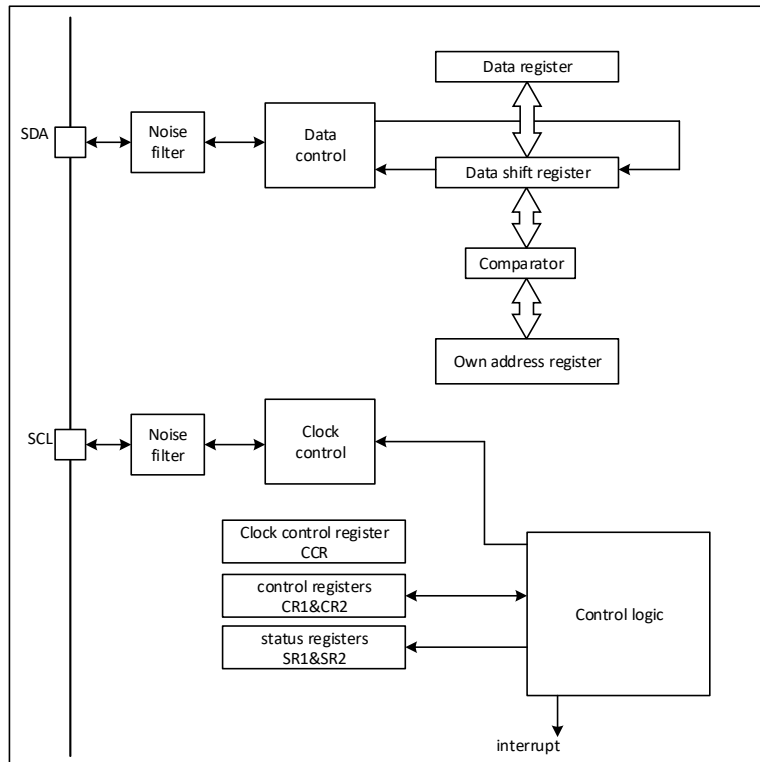 Data register
SDA
Noise
filter
Data
control
Data shift register
Comparator
Own address register
SCL
Noise
filter
Clock
control
Clock control register
CCR
control registers
CR1&CR2
status registers
SR1&SR2
Control logic
interrupt